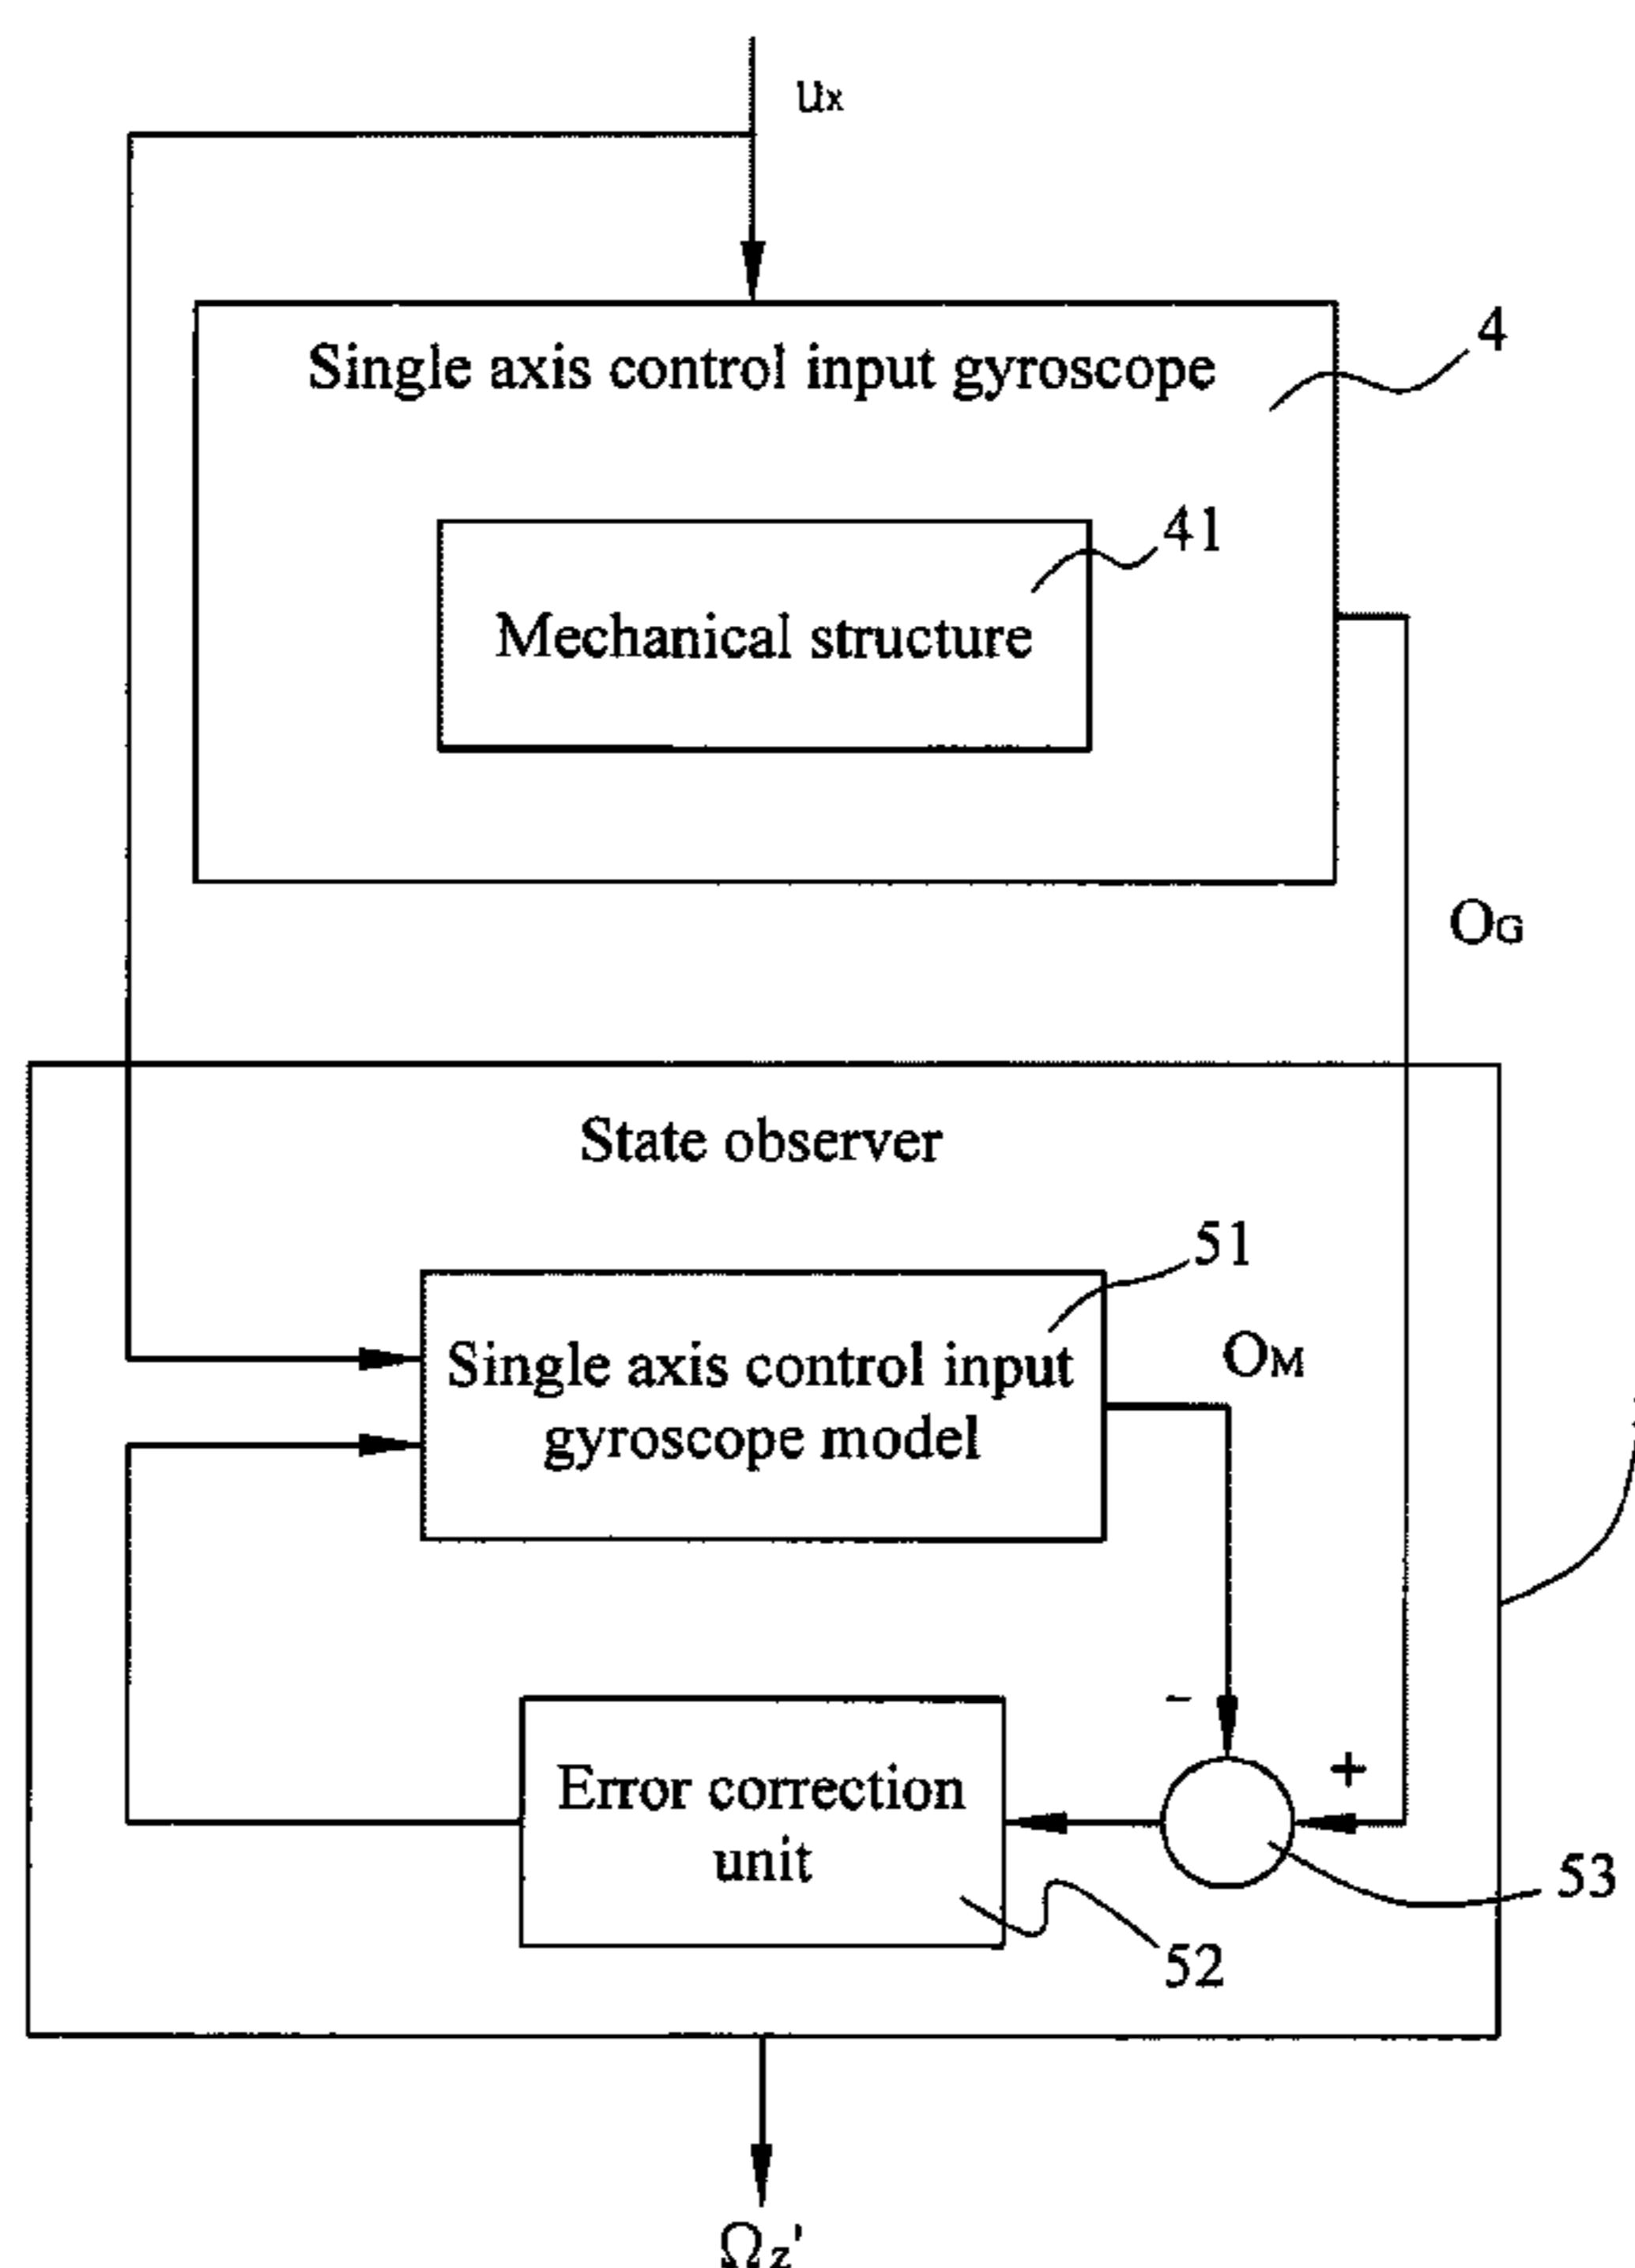 ux
Single axis control input gyroscope
4
41
Mechanical structure
OG
State observer
51
Single axis control input
gyroscope model
OM
-
+
Error correction
unit
53
52
Ωz'